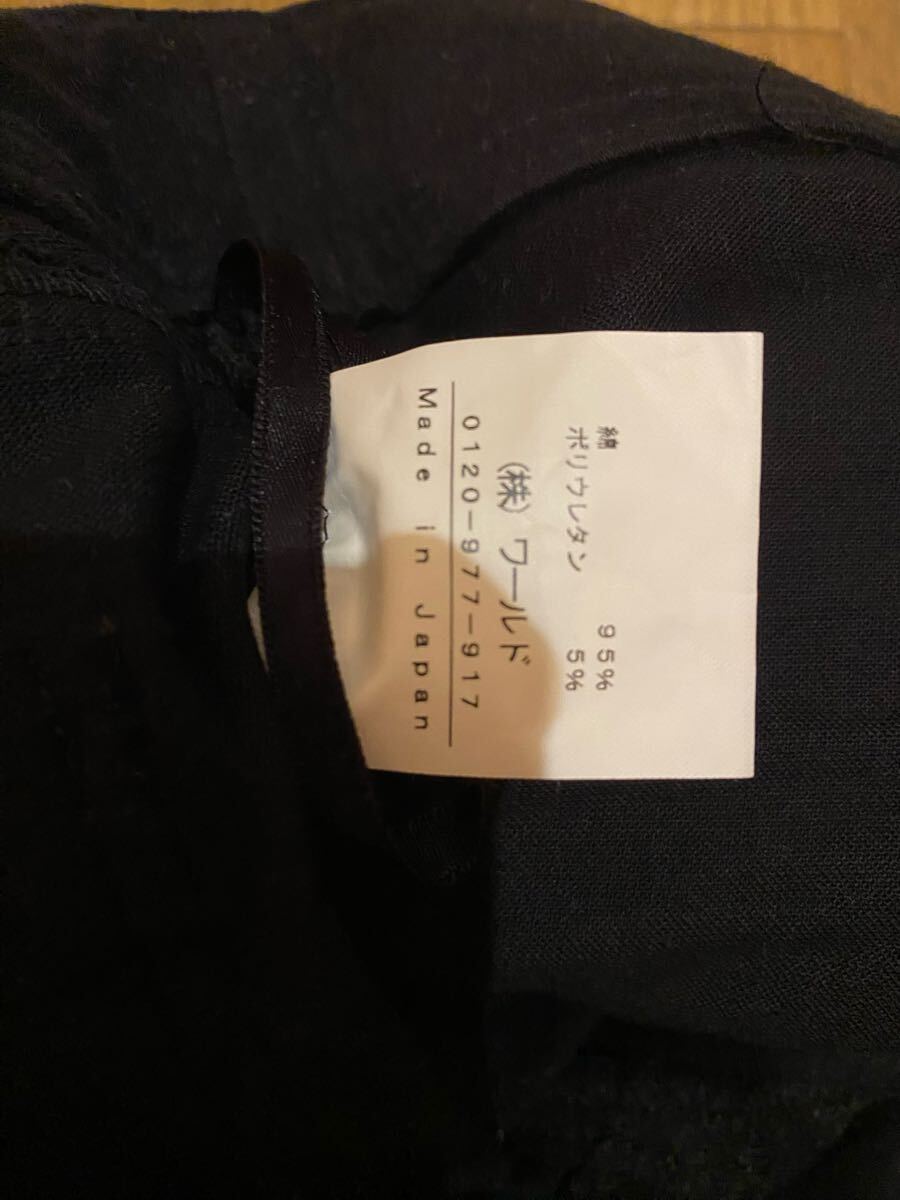 綿 95%
ポリウレタン 5%
(株) ワールド
0120-977-917
Made in Japan